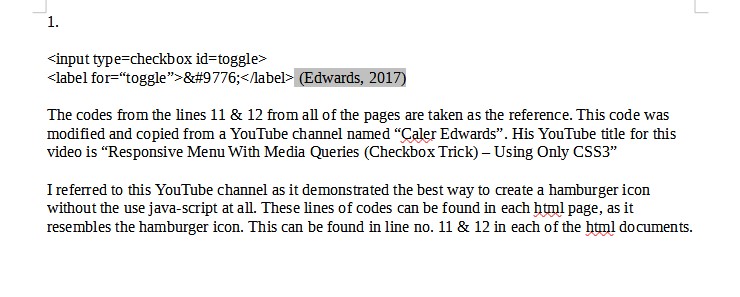 1.
<input type=checkbox id=toggle>
<label for=“toggle”>&#9776;</label> (Edwards, 2017)
The codes from the lines 11 & 12 from all of the pages are taken as the reference. This code was
modified and copied from a YouTube channel named “Caler Edwards”. His YouTube title for this
video is “Responsive Menu With Media Queries (Checkbox Trick) – Using Only CSS3”
I referred to this YouTube channel as it demonstrated the best way to create a hamburger icon
without the use java-script at all. These lines of codes can be found in each html page, as it
resembles the hamburger icon. This can be found in line no. 11 & 12 in each of the html documents.